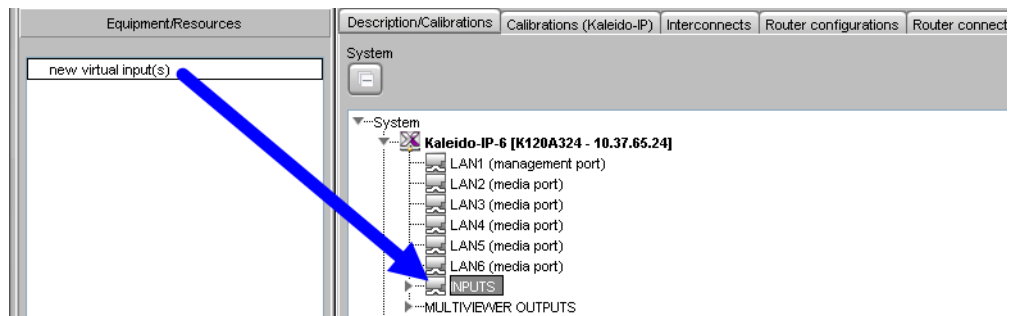 Equipment/Resources
Description/Calibrations
Calibrations (Kaleido-IP)
Interconnects
Router configurations
Router connect
System
new virtual input(s)
System
Kaleido-IP-6 [K120A324 - 10.37.65.24]
LAN1 (management port)
LAN2 (media port)
LAN3 (media port)
LAN4 (media port)
LAN5 (media port)
LAN6 (media port)
INPUTS
MULTIVIEWER OUTPUTS